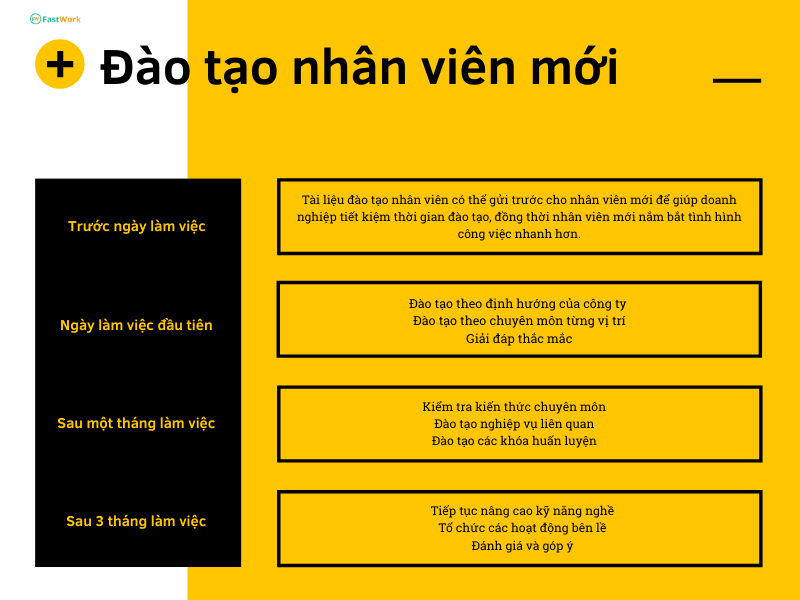 FastWork
Đào tạo nhân viên mới
Trước ngày làm việc
Tài liệu đào tạo nhân viên có thể gửi trước cho nhân viên mới để giúp doanh
nghiệp tiết kiệm thời gian đào tạo, đồng thời nhân viên mới nắm bắt tình hình
công việc nhanh hơn.
Ngày làm việc đầu tiên
Đào tạo theo định hướng của công ty
Đào tạo theo chuyên môn từng vị trí
Giải đáp thắc mắc
Sau một tháng làm việc
Kiểm tra kiến thức chuyên môn
Đào tạo nghiệp vụ liên quan
Đào tạo các khóa huấn luyện
Sau 3 tháng làm việc
Tiếp tục nâng cao kỹ năng nghề
Tổ chức các hoạt động bên lề
Đánh giá và góp ý